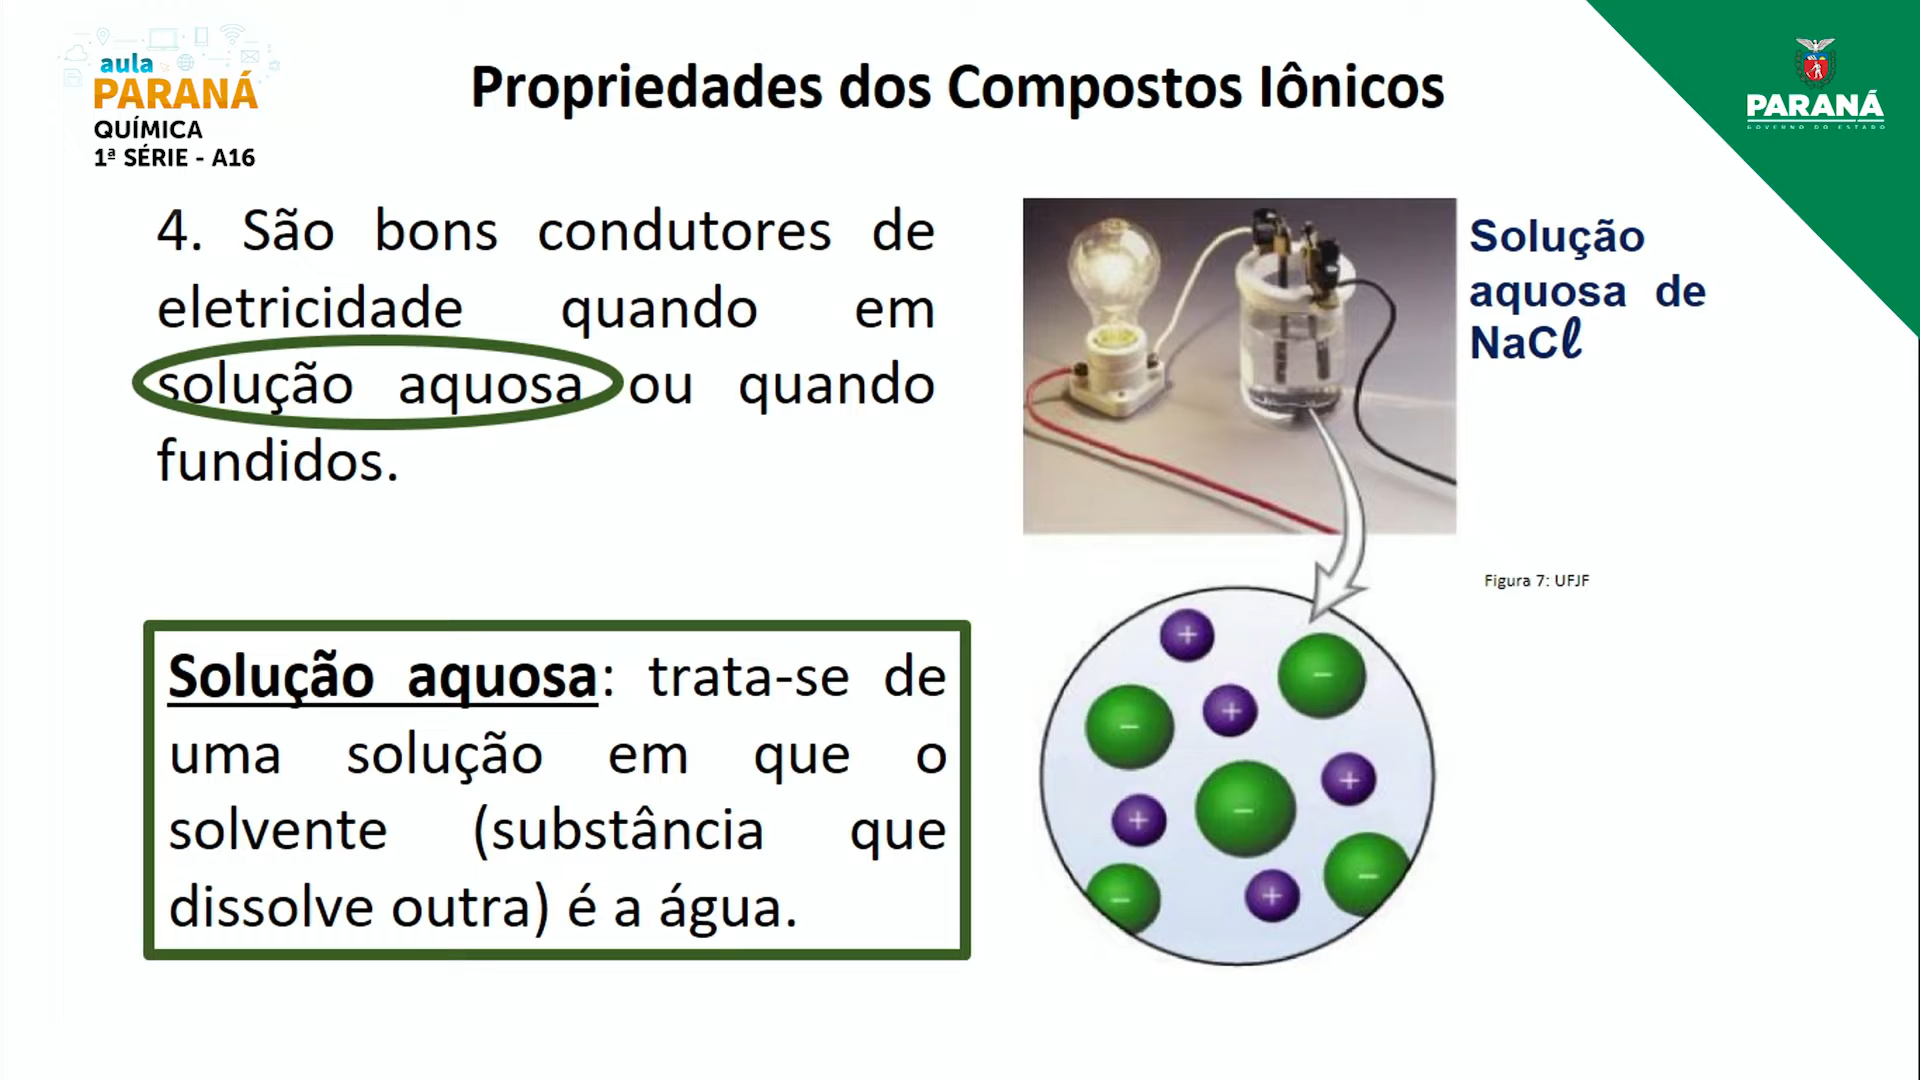 aula
PARANÁ
QUÍMICA
1ª SÉRIE - A16
Propriedades dos Compostos Iônicos
PARANÁ
GOVERNO DO ESTADO
4. São bons condutores de
eletricidade quando em
solução aquosa ou quando
fundidos.
Solução
aquosa de
NaCℓ
Figura 7: UFJF
Solução aquosa: trata-se de
uma solução em que o
solvente (substância que
dissolve outra) é a água.
+
−
−
+
+
−
+
−
−
+